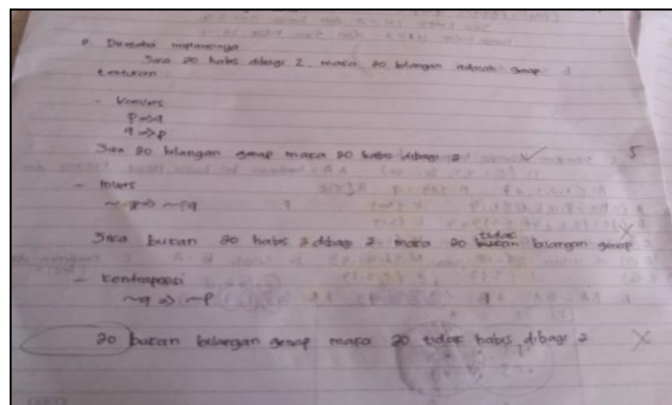 Diketahui implikasinya
Jika 20 habis dibagi 2 maka 20 bilangan adalah genap
tentukan
- Konvers
p ⇒ q
q ⇒ p
Jika 20 bilangan genap maka 20 habis dibagi 2 ✓ 5
- Invers
~p ⇒ ~q
Jika bukan 20 habis dibagi 2 maka 20 tidak bilangan genap X
- Kontraposisi
~q ⇒ ~p
20 bukan bilangan genap maka 20 tidak habis dibagi 2 X